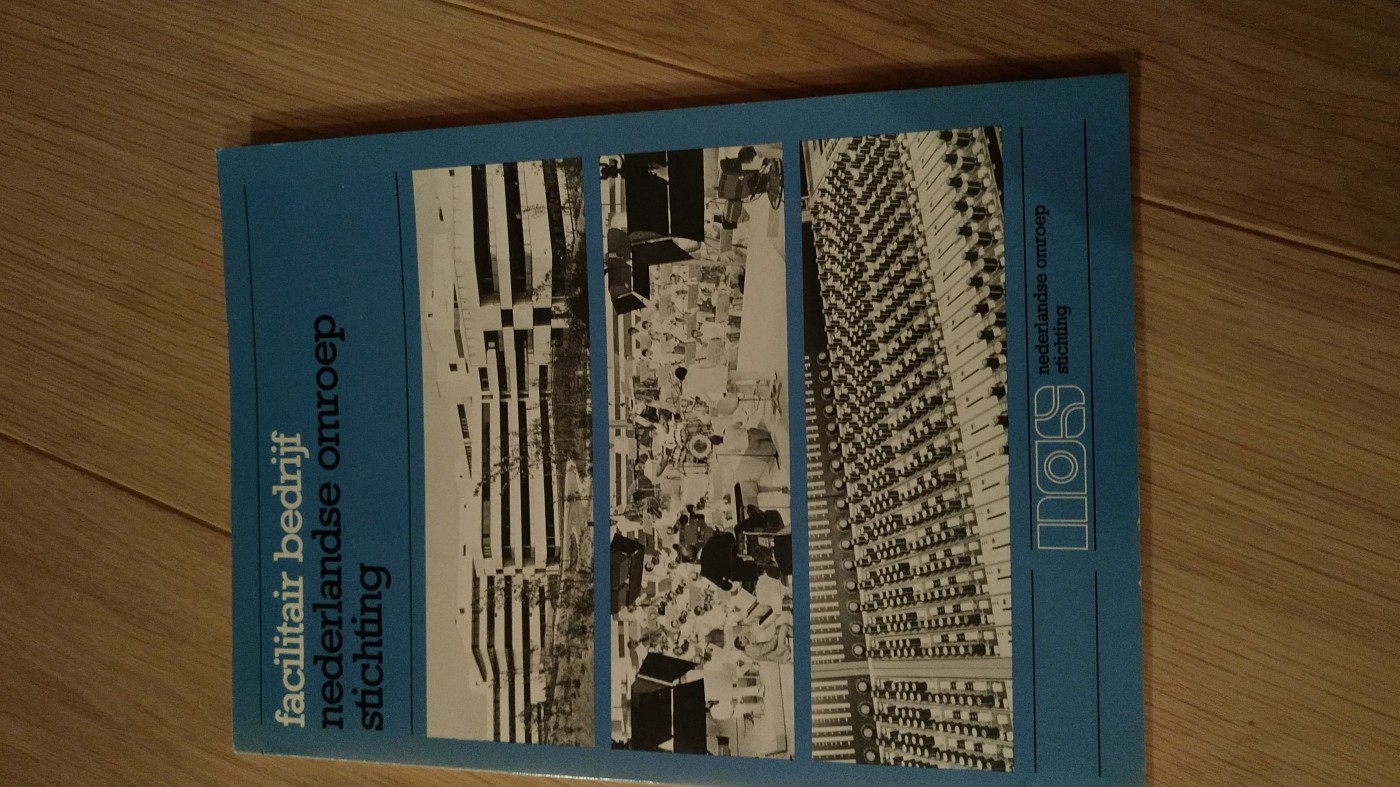 facilitair bedrijf
nederlandse omroep
stichting
nos
nederlandse omroep
stichting